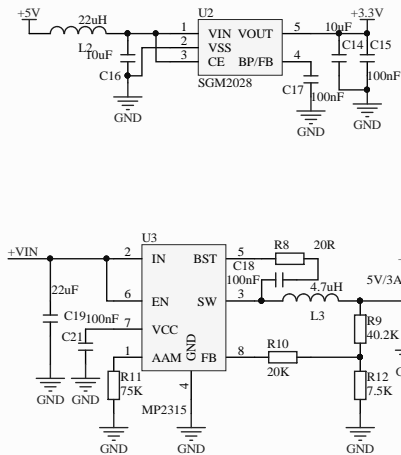 +5V
22uH
L2
10uF
C16
GND
U2
1
2
3
VIN VOUT
VSS
CE BP/FB
5
4
SGM2028
C17
100nF
GND
10uF
C14
+3.3V
C15
100nF
GND
+VIN
22uF
C19
GND
100nF
C21
GND
R11
75K
GND
U3
2
6
7
1
IN BST
EN SW
VCC
AAM FB
GND
4
MP2315
GND
5
3
8
C18
100nF
R8 20R
4.7uH
L3
5V/3A
R9
40.2K
R10
20K
R12
7.5K
GND